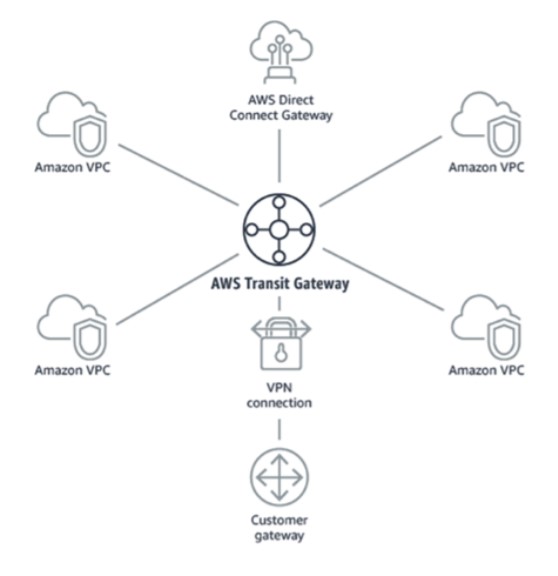 AWS Direct
Connect Gateway
Amazon VPC
Amazon VPC
AWS Transit Gateway
Amazon VPC
Amazon VPC
VPN
connection
Customer
gateway